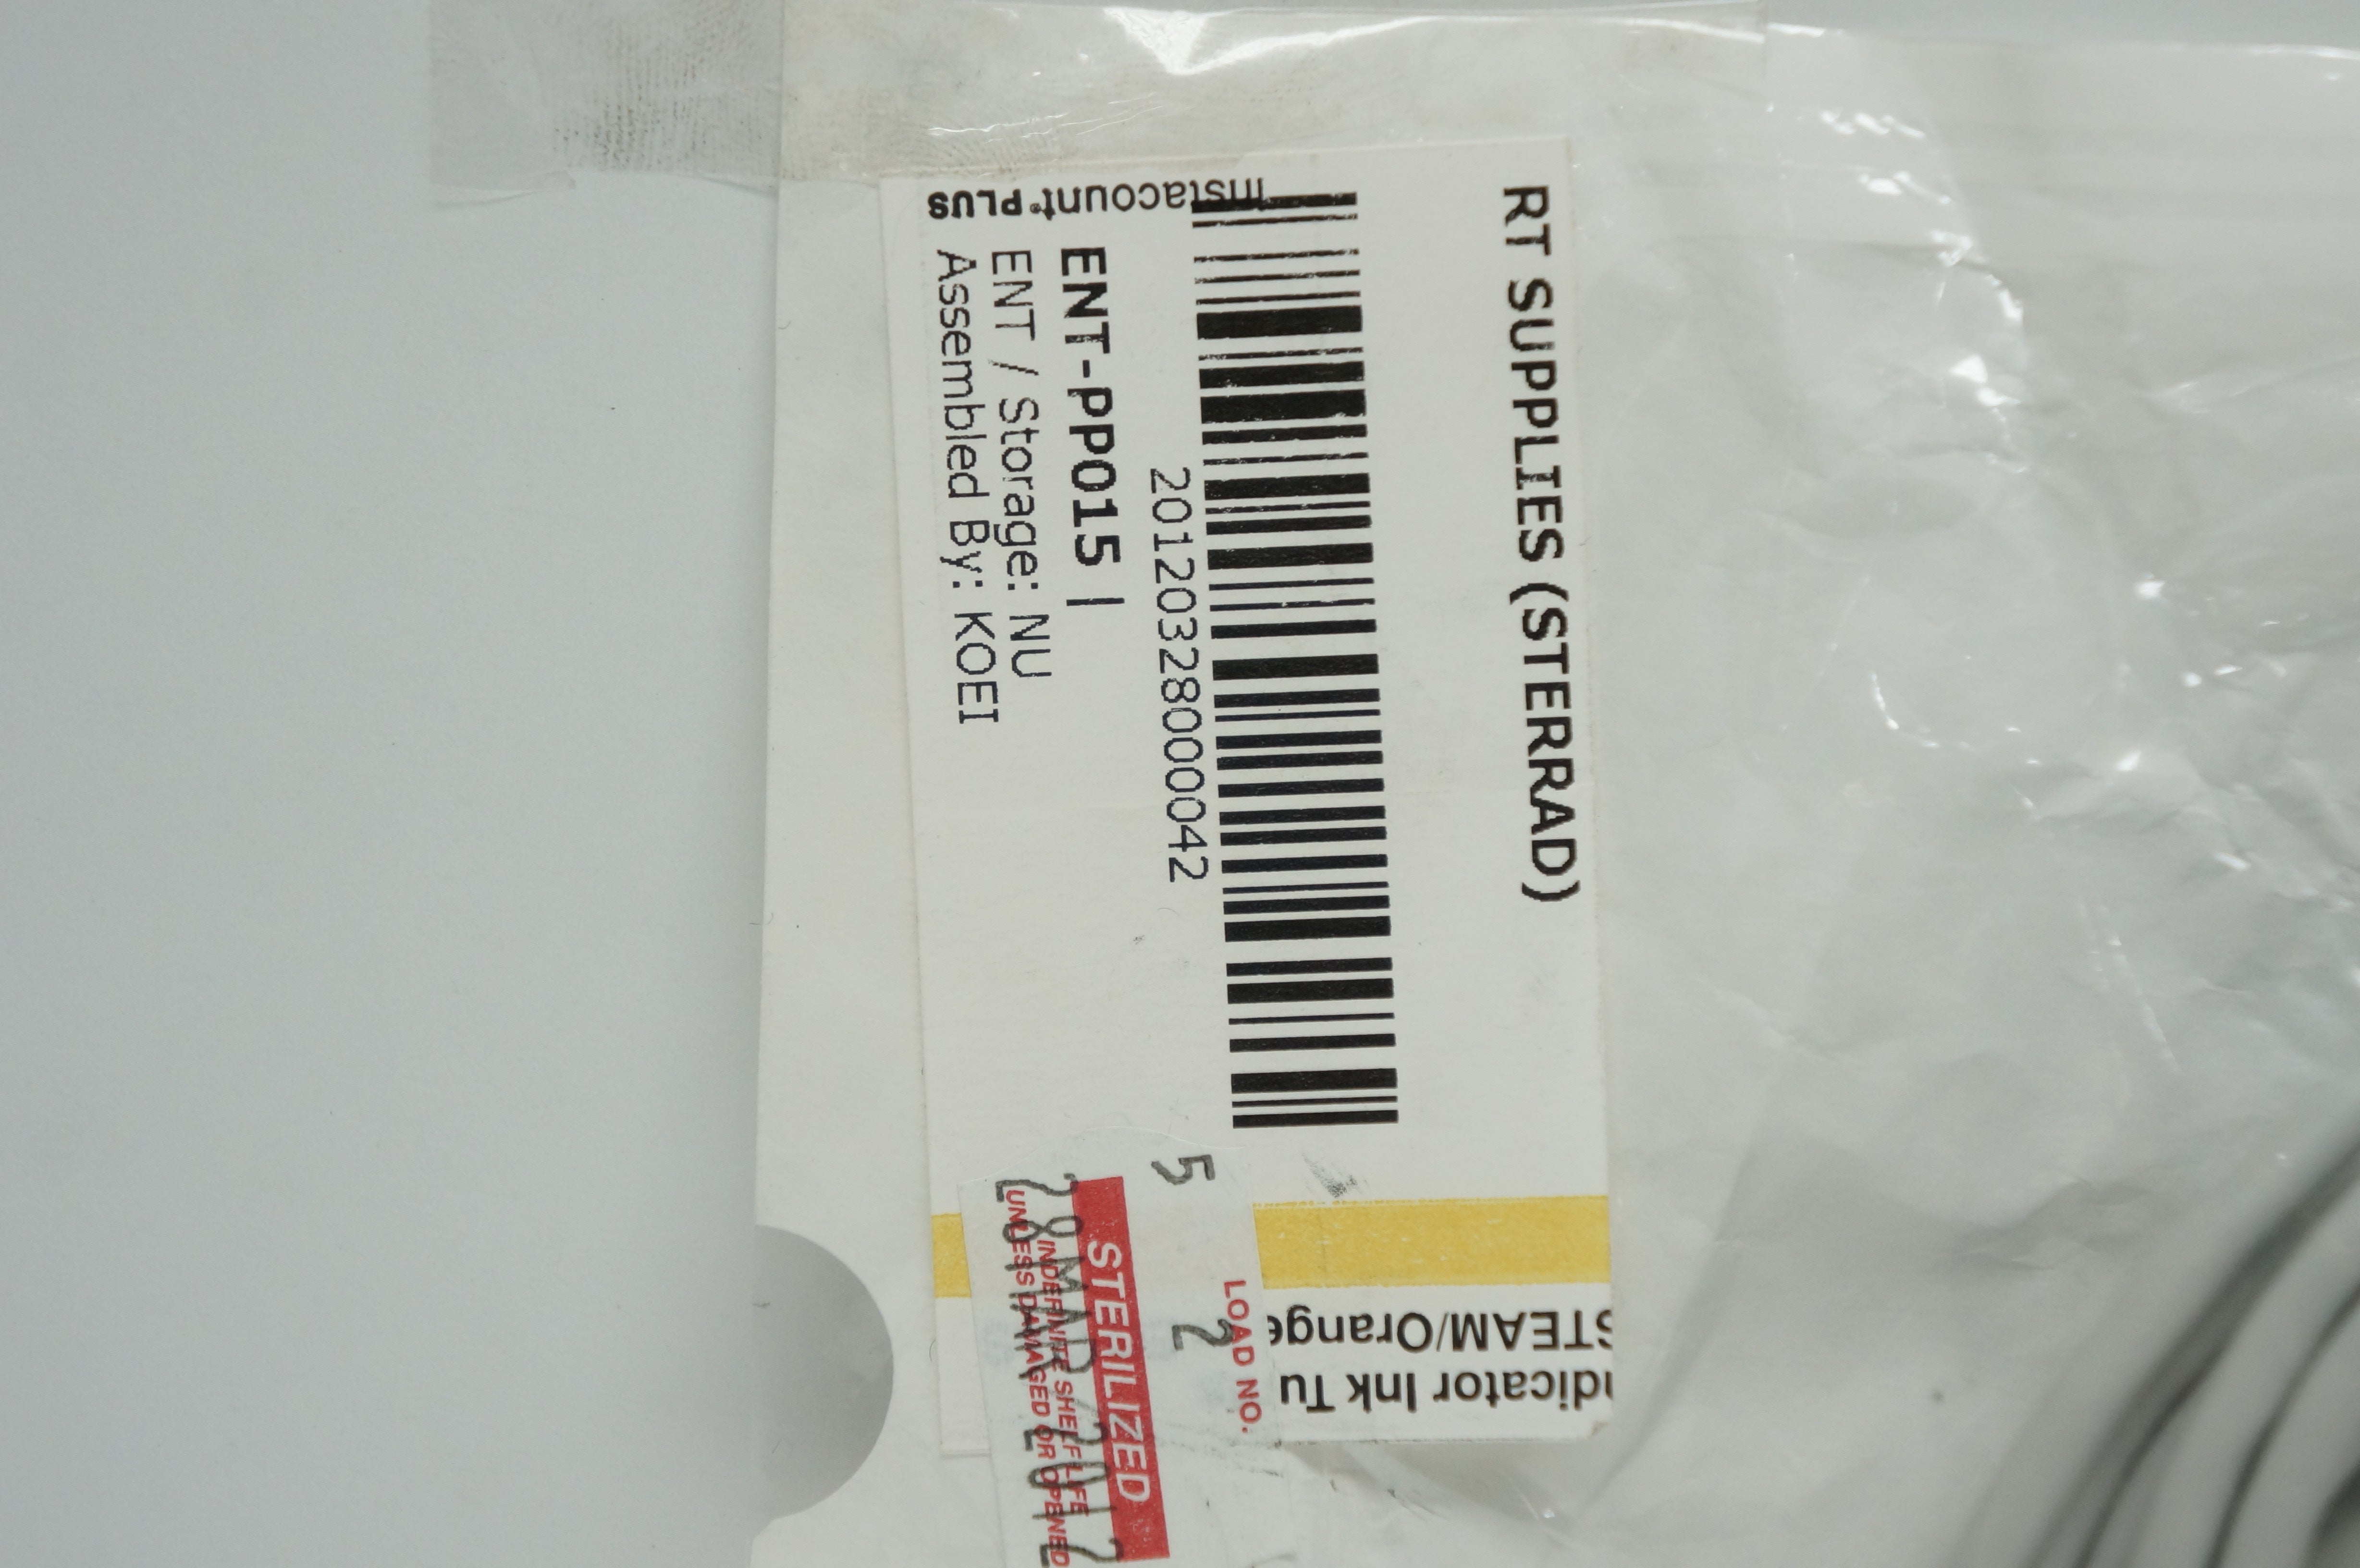 RT SUPPLIES (STERRAD)
201203280000042
ENT-PP015 |
ENT / Storage: NU
Assembled By: KOEI
instacount® PLUS
5
2
LOAD NO.
STERILIZED
28 MAR 2012
INDEFINITE SHELF LIFE
UNLESS DAMAGED OR OPENED
dicator Ink Tu
STEAM/Orange